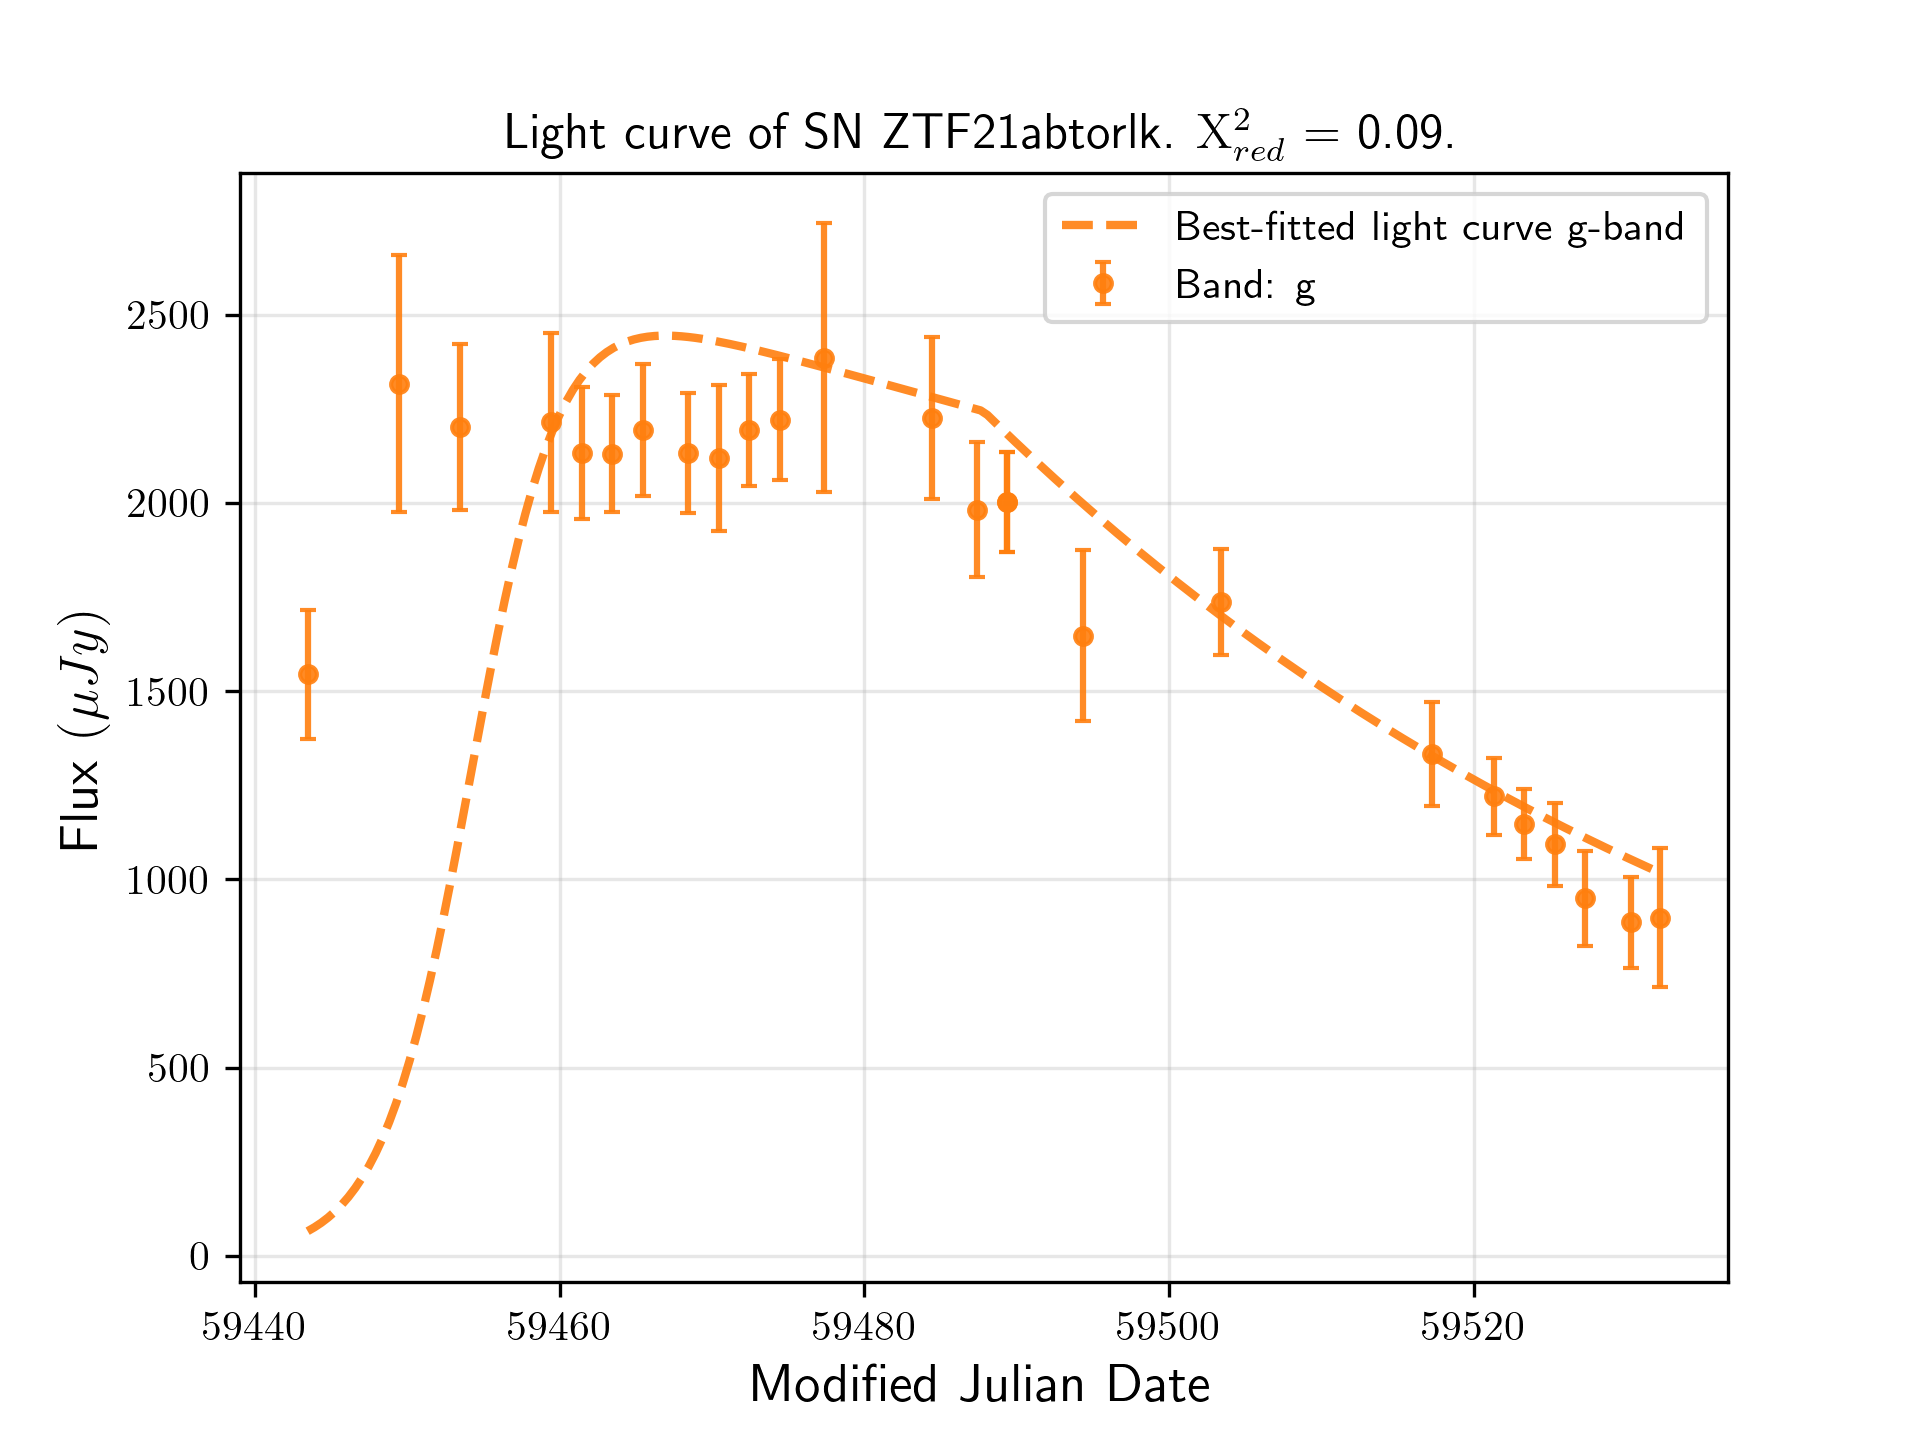 Light curve of SN ZTF21abtorlk. X²_red = 0.09.
Best-fitted light curve g-band
Band: g
Flux (μJy)
2500
2000
1500
1000
500
0
59440 59460 59480 59500 59520
Modified Julian Date